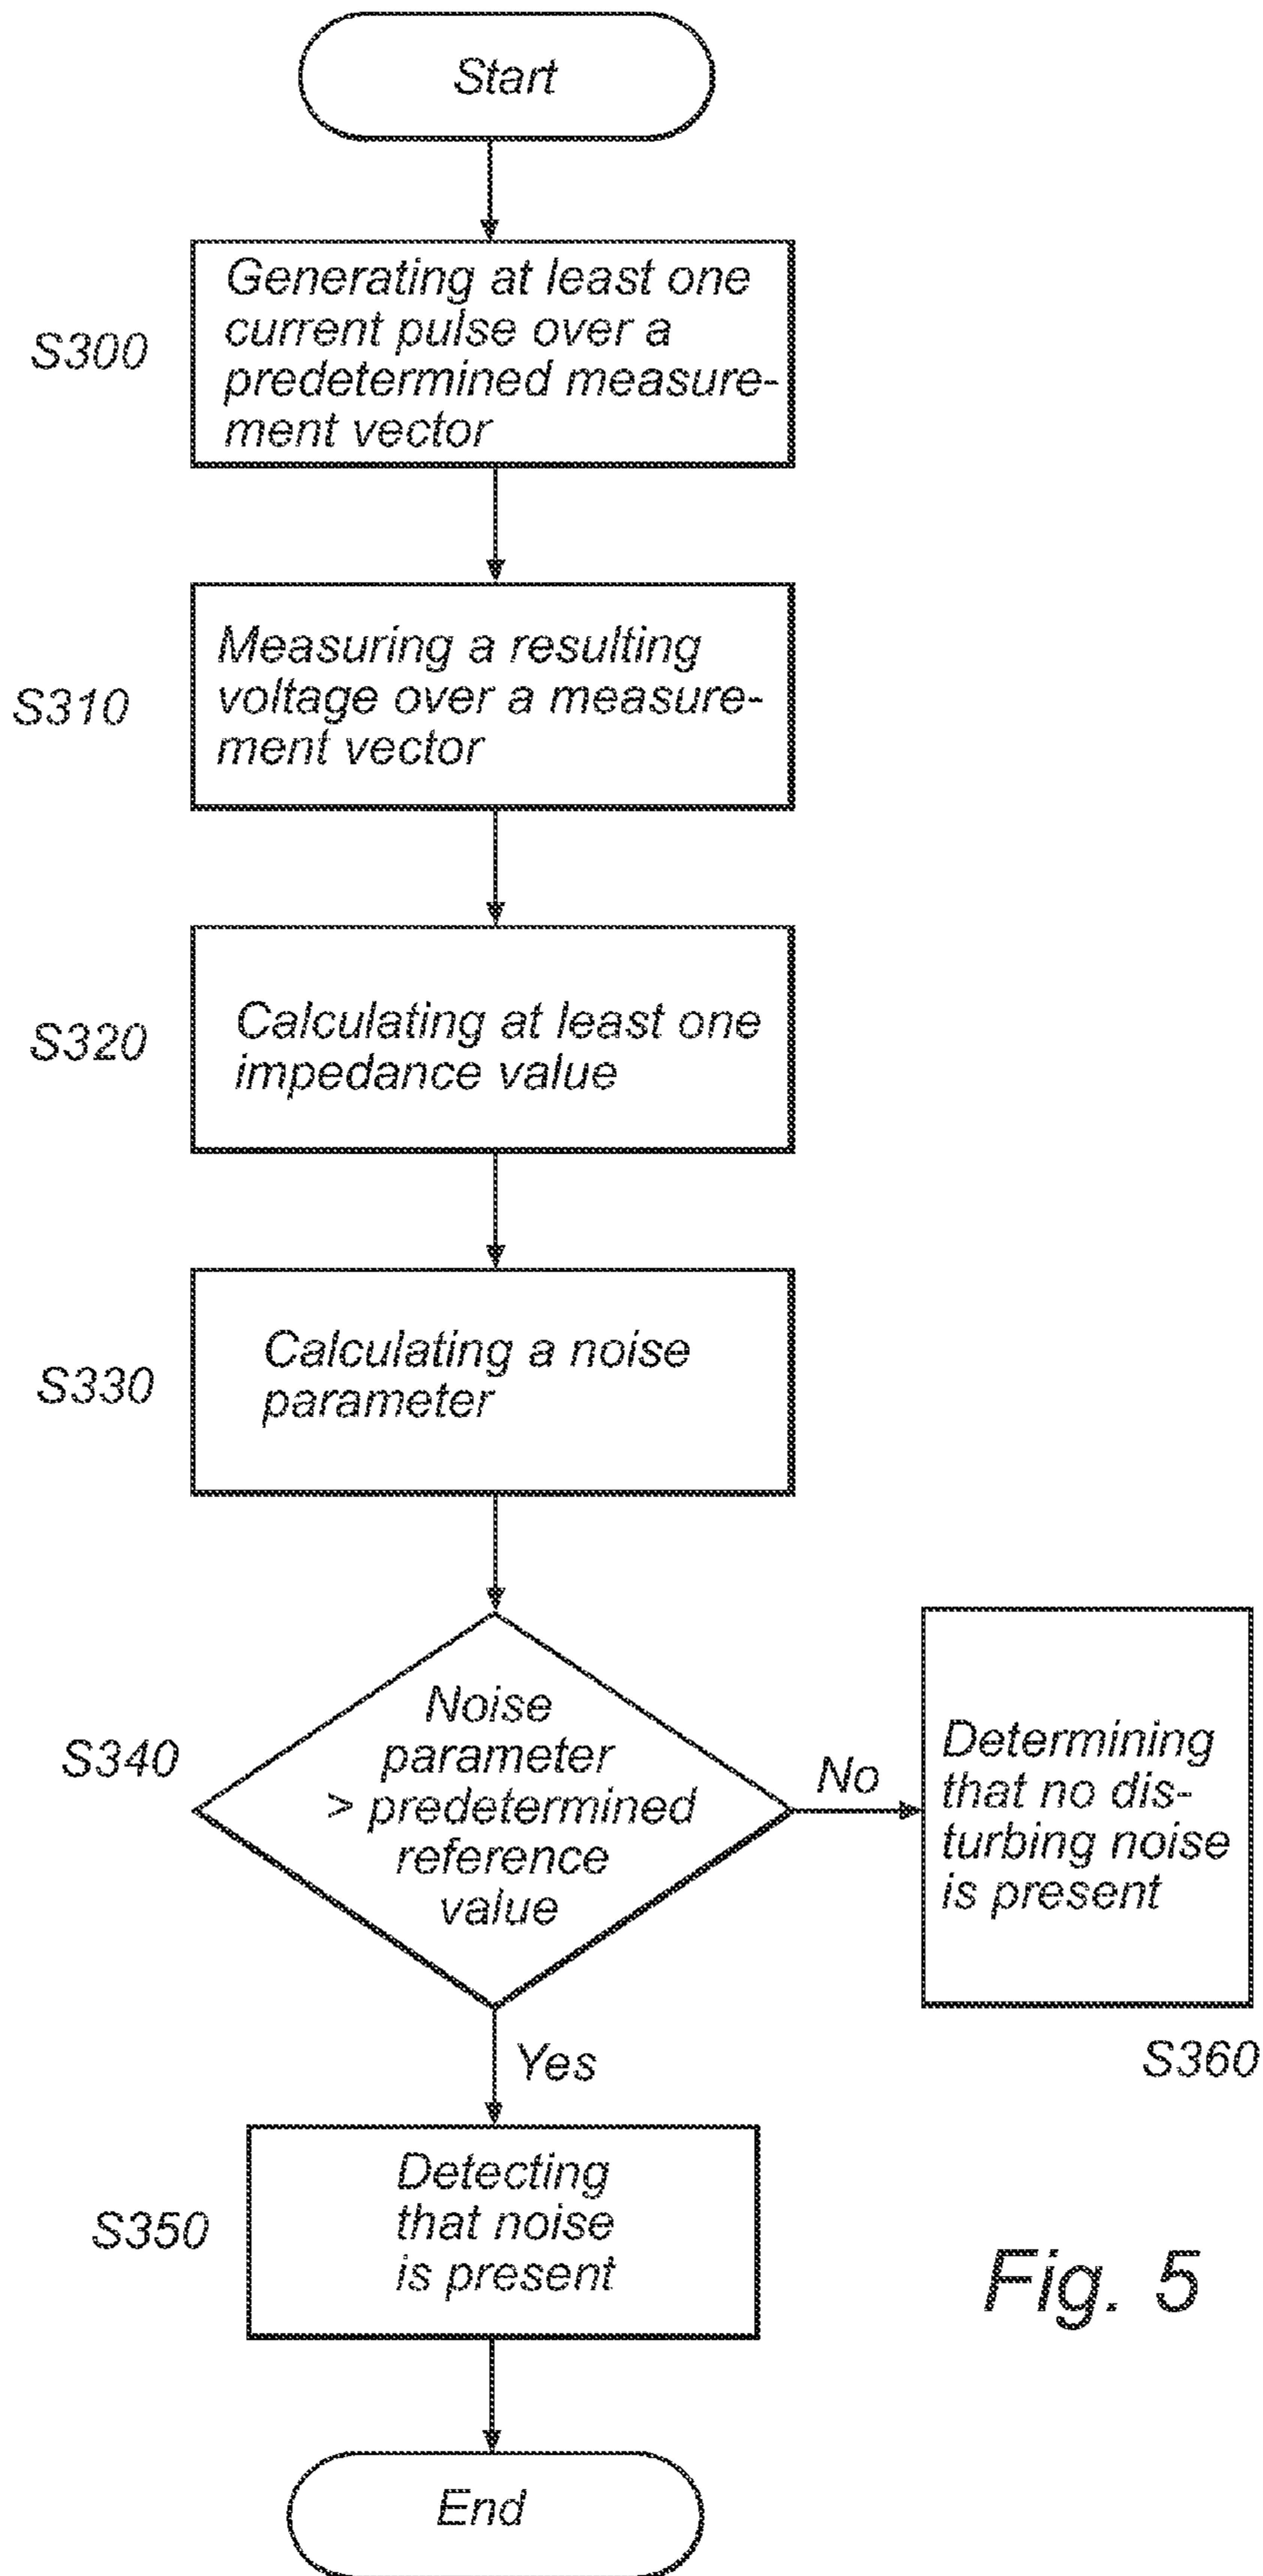 Start
S300
Generating at least one
current pulse over a
predetermined measure-
ment vector
S310
Measuring a resulting
voltage over a measure-
ment vector
S320
Calculating at least one
impedance value
S330
Calculating a noise
parameter
S340
Noise
parameter
> predetermined
reference
value
No
Determining
that no dis-
turbing noise
is present
S360
Yes
S350
Detecting
that noise
is present
End
Fig. 5